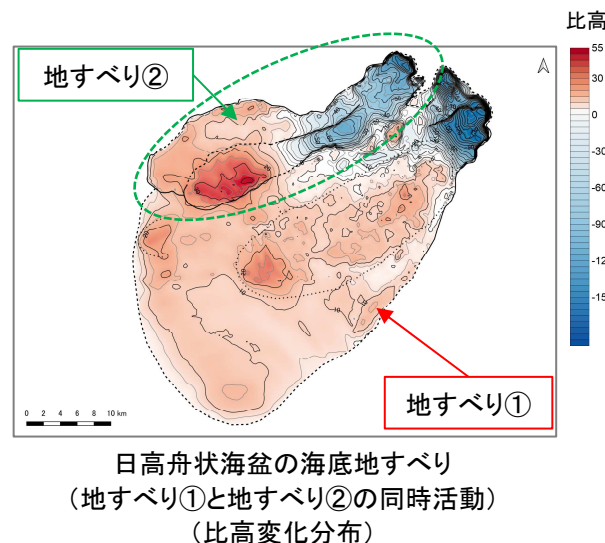 比高
地すべり②
55
30
0
-30
-60
-90
-12
-15
地すべり①
0 2 4 6 8 10 km
日高舟状海盆の海底地すべり
(地すべり①と地すべり②の同時活動)
(比高変化分布)